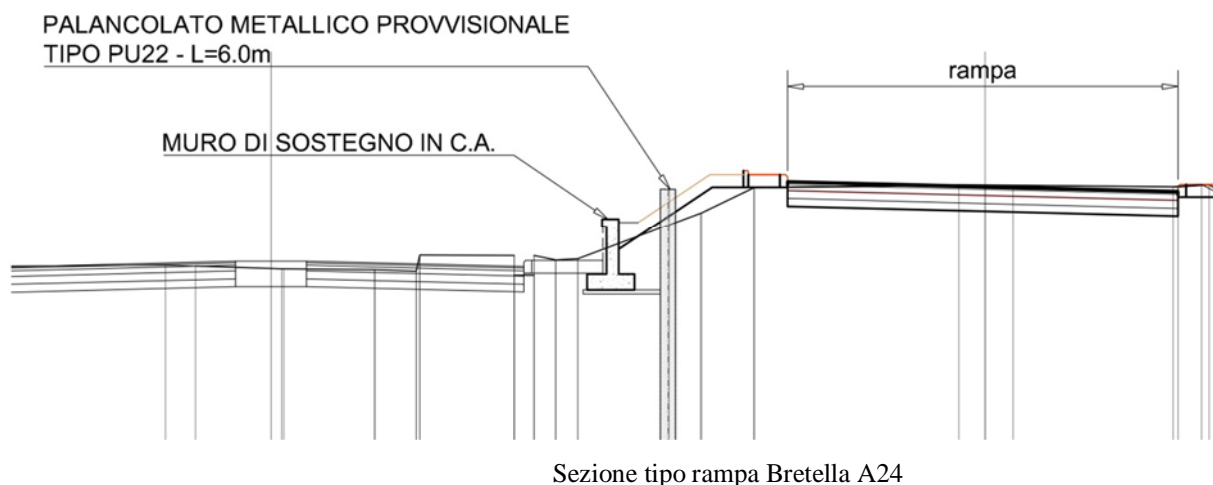 PALANCOLATO METALLICO PROVVISIONALE
TIPO PU22 - L=6.0m
rampa
MURO DI SOSTEGNO IN C.A.
Sezione tipo rampa Bretella A24